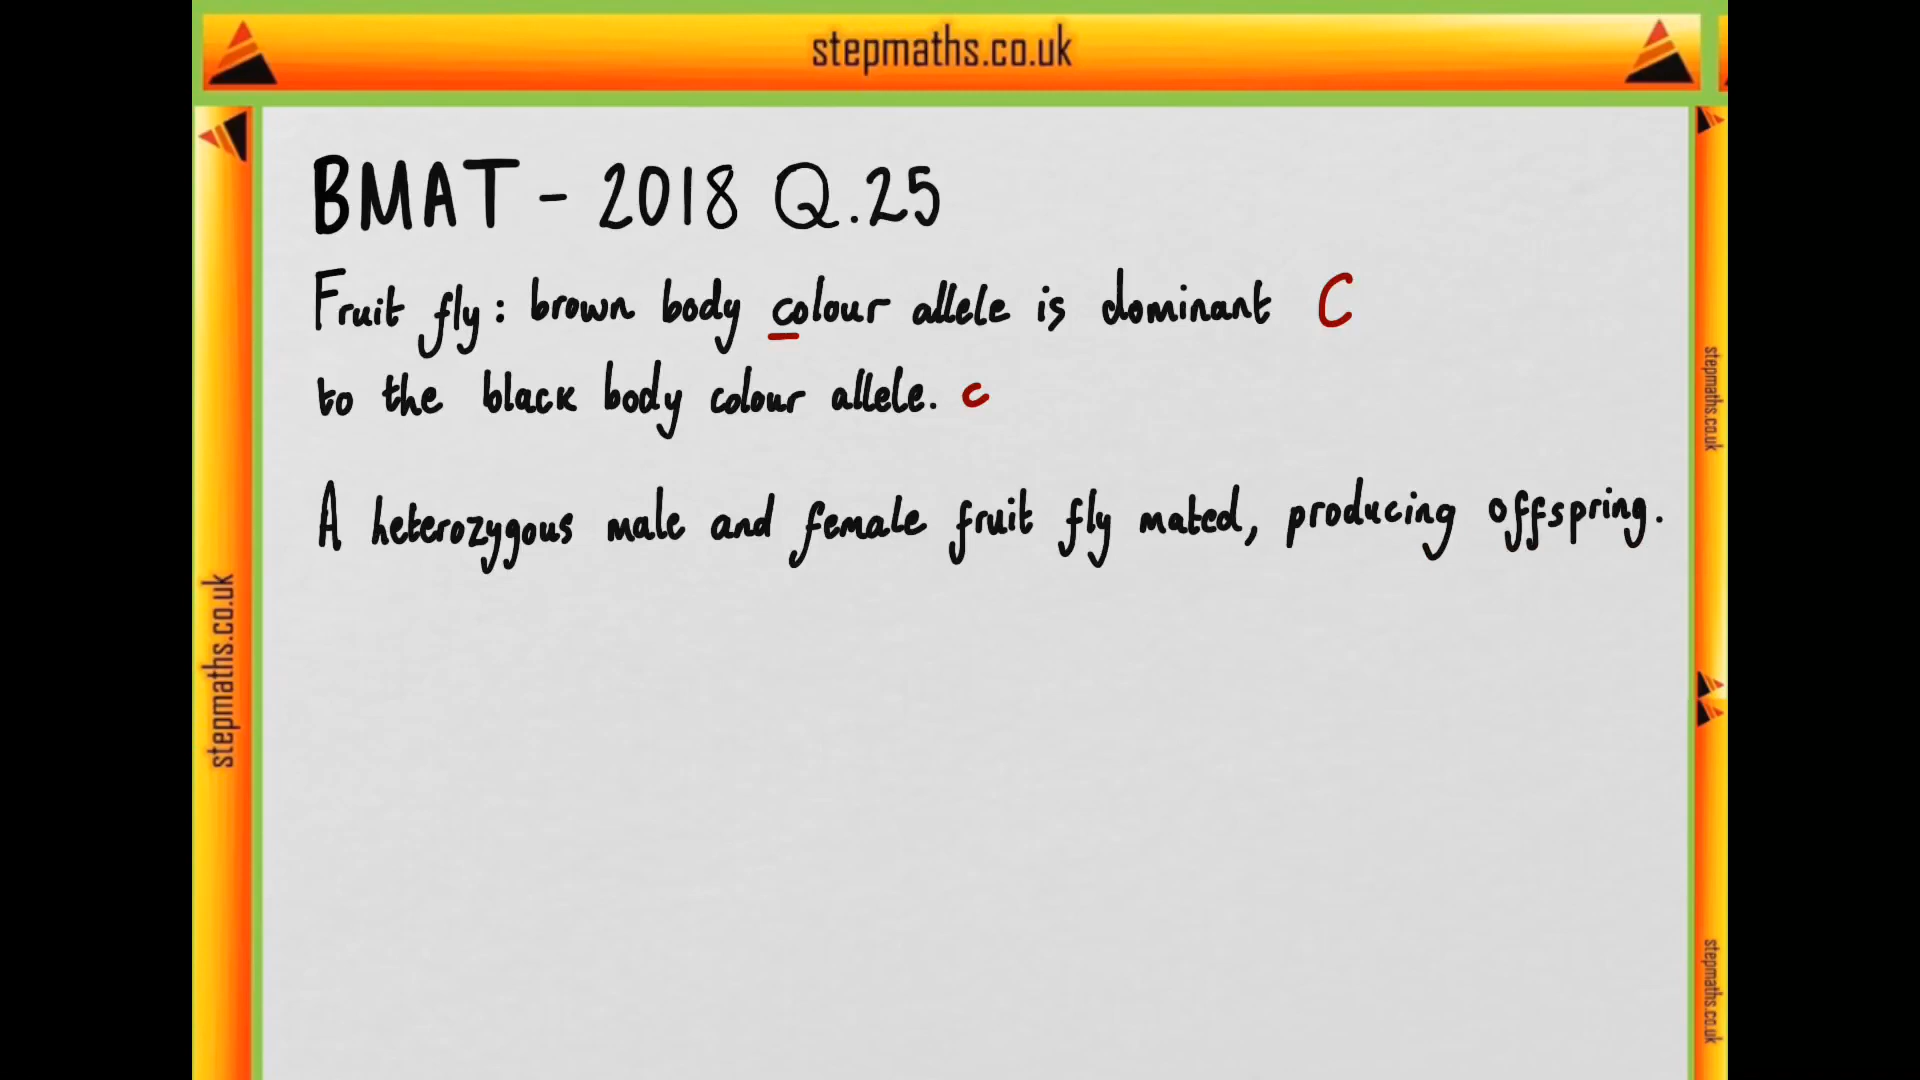 stepmaths.co.uk
BMAT - 2018 Q.25
Fruit fly: brown body colour allele is dominant C
to the black body colour allele. c
A heterozygous male and female fruit fly mated, producing offspring.
stepmaths.co.uk
stepmaths.co.uk
stepmaths.co.uk